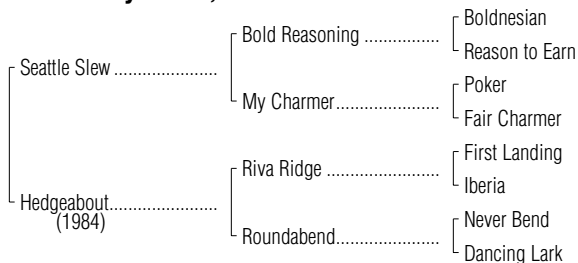 Boldnesian
Bold Reasoning ..................
Reason to Earn
Seattle Slew .........................
Poker
My Charmer.........................
Fair Charmer
First Landing
Riva Ridge ...........................
Iberia
Hedgeabout..........................
(1984)
Never Bend
Roundabend.........................
Dancing Lark